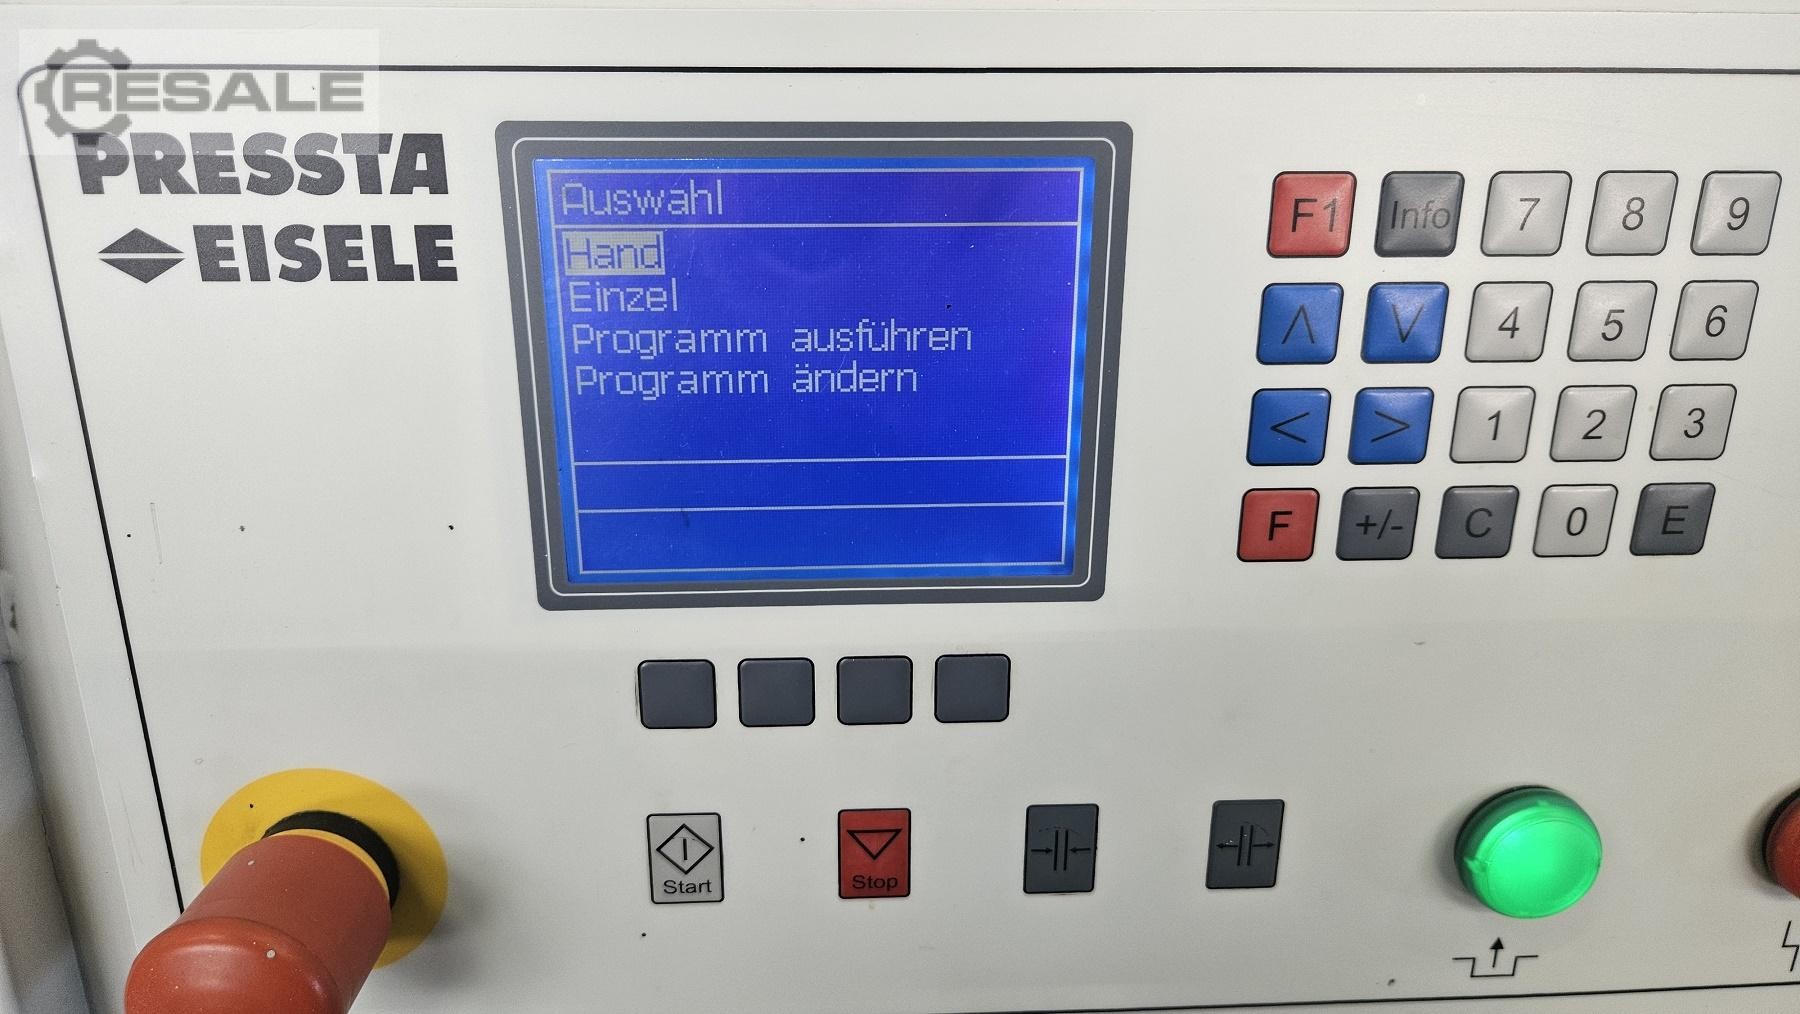 RESALE
PRESSTA
EISELE
Auswahl
Hand
Einzel
Programm ausführen
Programm ändern
F1 Info 7 8 9
∧ ∨ 4 5 6
< > 1 2 3
F +/- C 0 E
Start
Stop